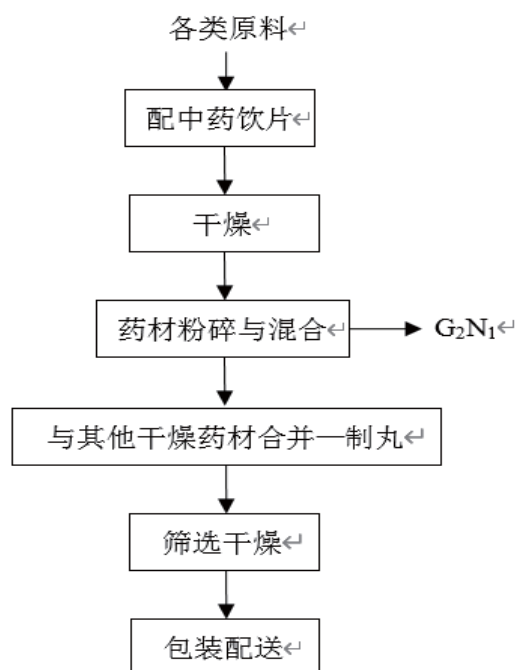 各类原料↵
配中药饮片↵
干燥↵
药材粉碎与混合↵
G₂N₁↵
与其他干燥药材合并一制丸↵
筛选干燥↵
包装配送↵